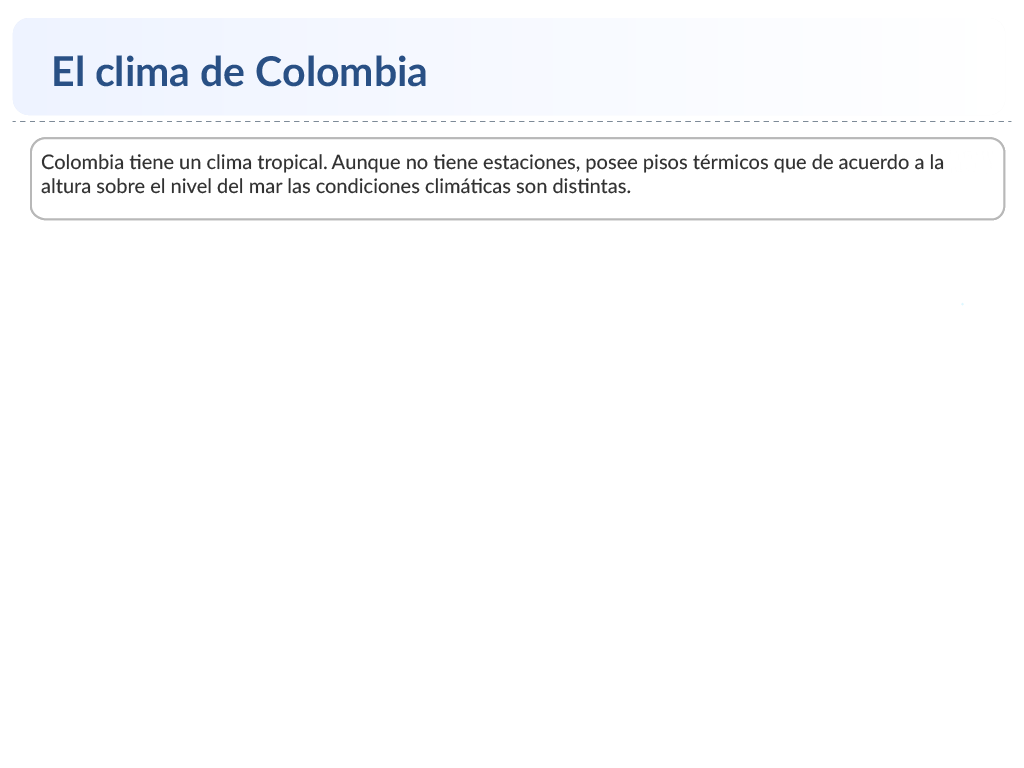 El clima de Colombia
Colombia tiene un clima tropical. Aunque no tiene estaciones, posee pisos térmicos que de acuerdo a la
altura sobre el nivel del mar las condiciones climáticas son distintas.